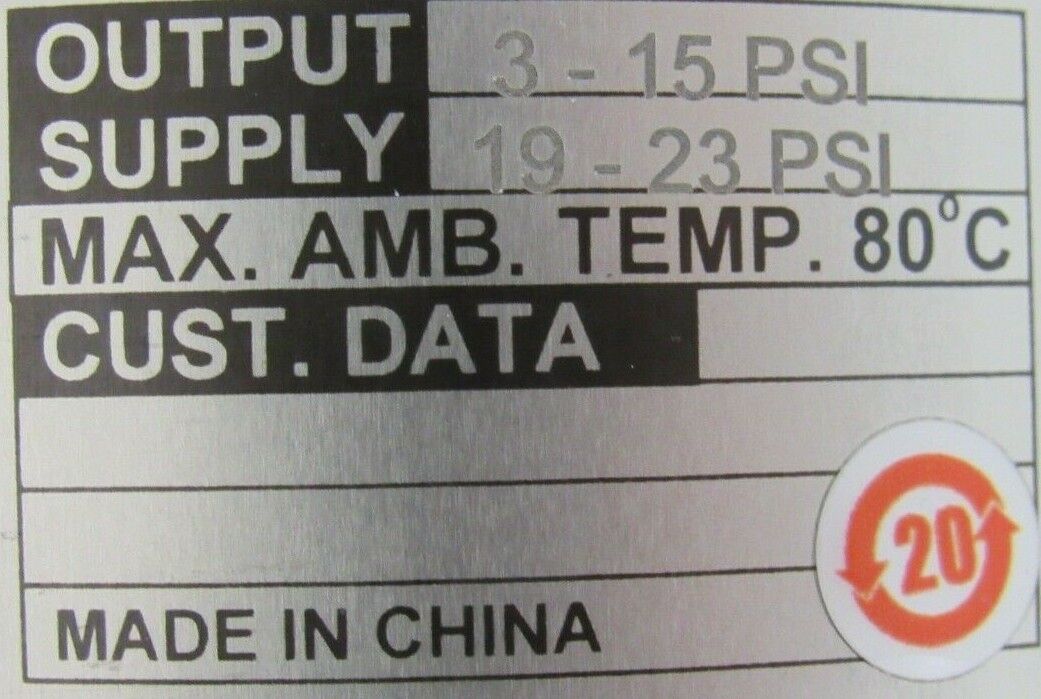 OUTPUT 3 - 15 PSI
SUPPLY 19 - 23 PSI
MAX. AMB. TEMP. 80°C
CUST. DATA
20
MADE IN CHINA